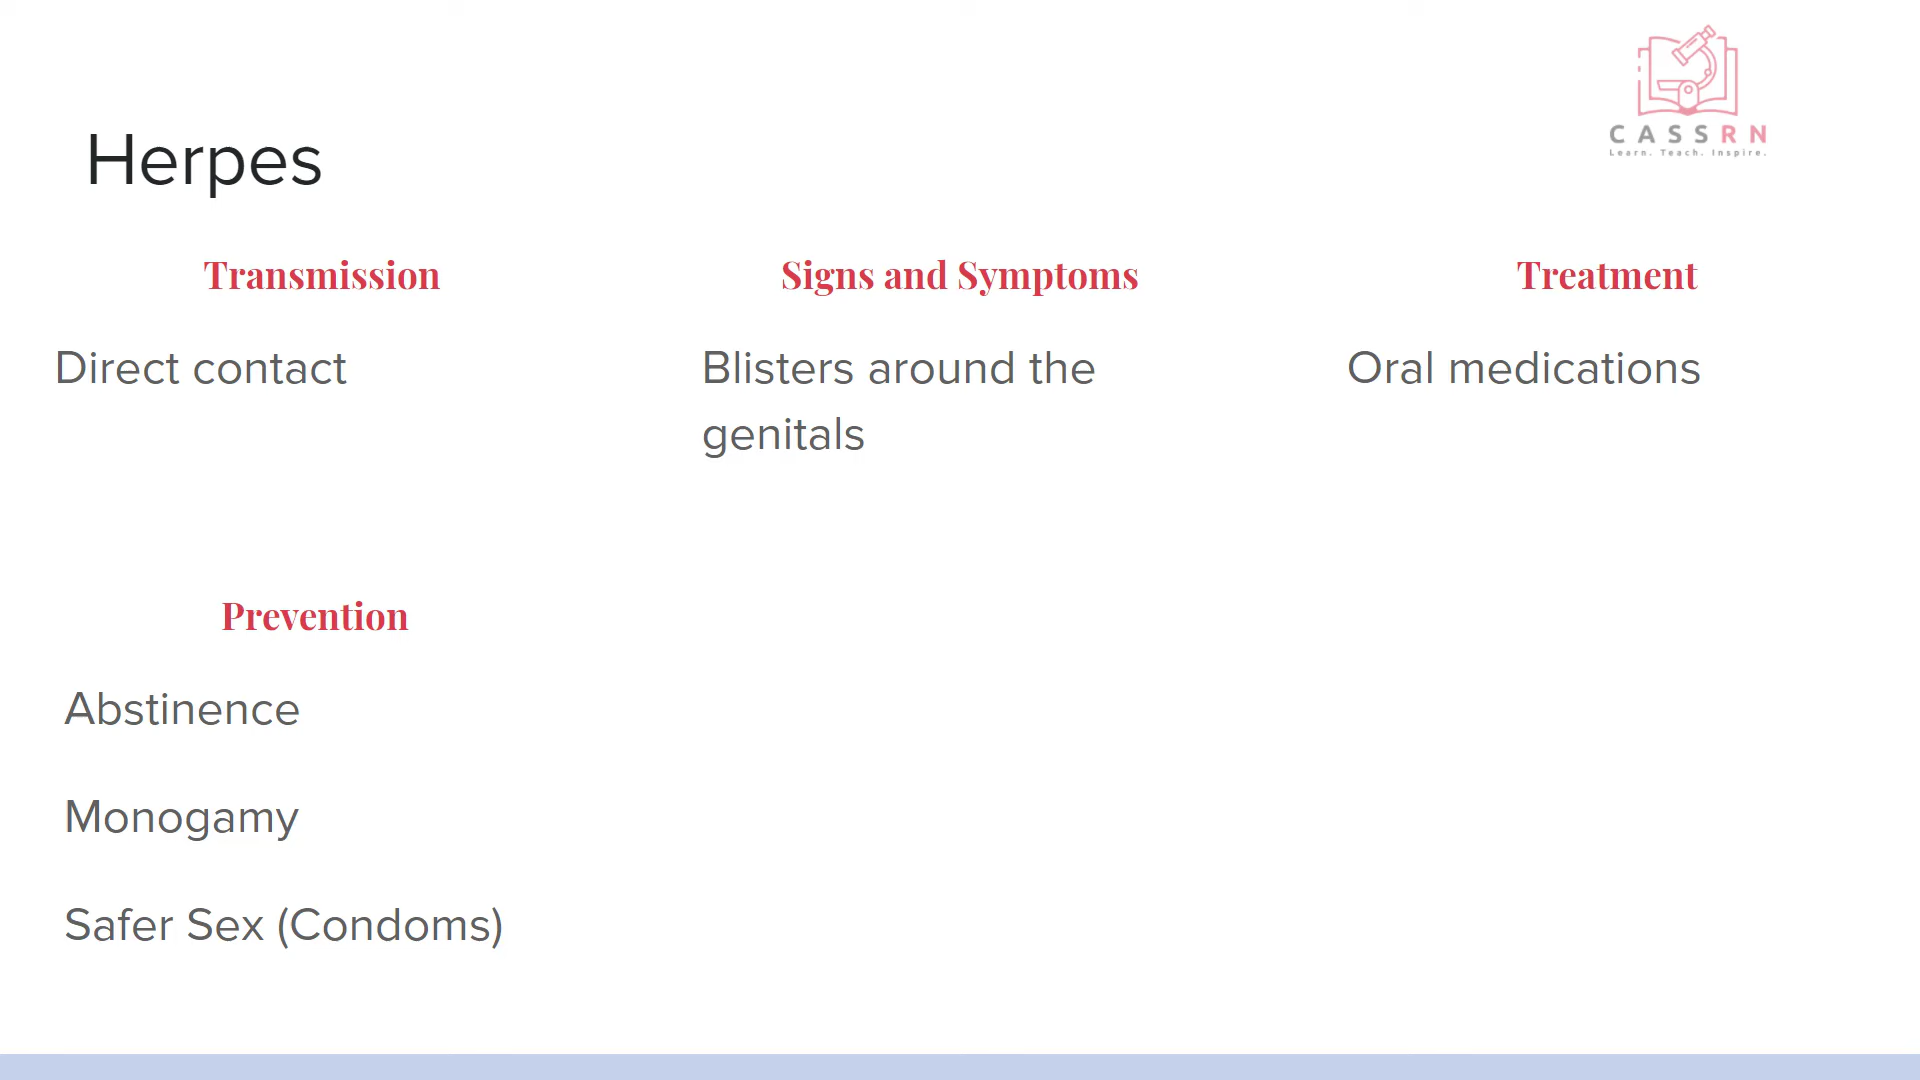 CASSRN
Learn. Teach. Inspire.
Herpes
Transmission
Direct contact
Signs and Symptoms
Blisters around the
genitals
Treatment
Oral medications
Prevention
Abstinence
Monogamy
Safer Sex (Condoms)